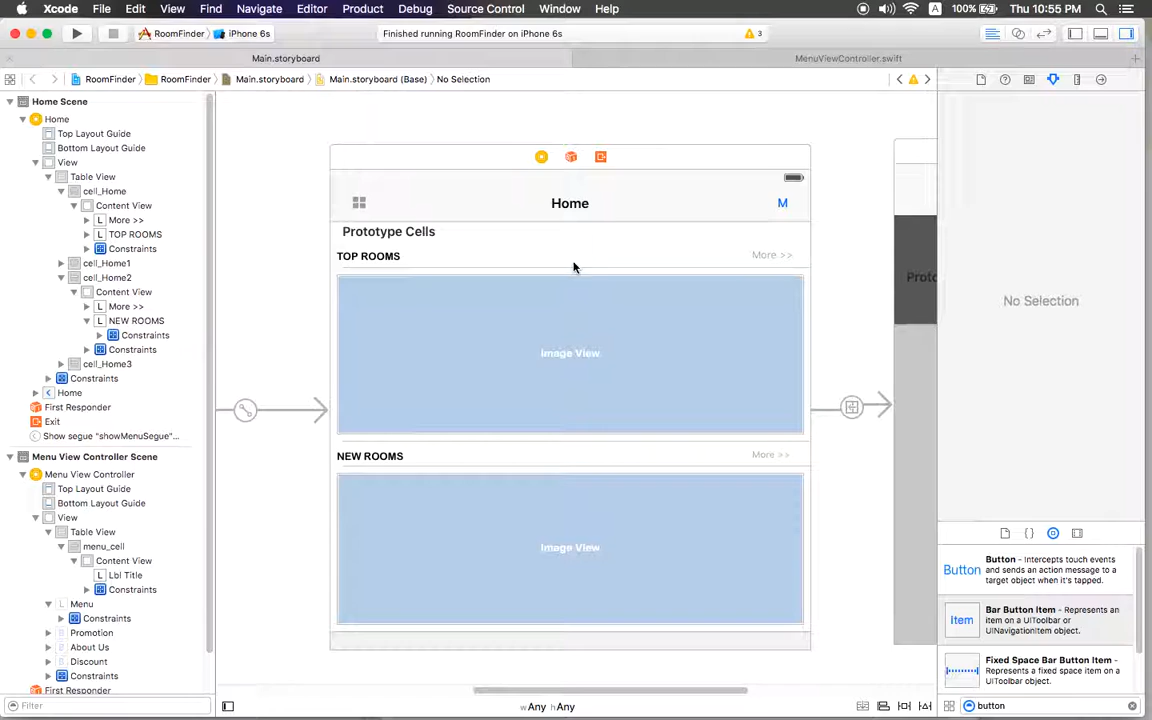 Xcode File Edit View Find Navigate Editor Product Debug Source Control Window Help A 100% Thu 10:55 PM
RoomFinder iPhone 6s Finished running RoomFinder on iPhone 6s 3
Main.storyboard MenuViewController.swift +
RoomFinder RoomFinder Main.storyboard Main.storyboard (Base) No Selection
Home Scene
Home
Top Layout Guide
Bottom Layout Guide
View
Table View
cell_Home
Content View
L More >>
L TOP ROOMS
Constraints
cell_Home1
cell_Home2
Content View
L More >>
L NEW ROOMS
Constraints
Constraints
cell_Home3
Constraints
Home
First Responder
Exit
Show segue "showMenuSegue"...
Menu View Controller Scene
Menu View Controller
Top Layout Guide
Bottom Layout Guide
View
Table View
menu_cell
Content View
L Lbl Title
Constraints
L Menu
Constraints
Promotion
About Us
Discount
Constraints
First Responder
Filter
Home M
Prototype Cells
TOP ROOMS More >>
Image View
NEW ROOMS More >>
Image View
Proto
wAny hAny
No Selection
Button
Button - Intercepts touch events
and sends an action message to a
target object when it's tapped.
Item
Bar Button Item - Represents an
item on a UIToolbar or
UINavigationItem object.
Fixed Space Bar Button Item -
Represents a fixed space item on a
UIToolbar object.
button